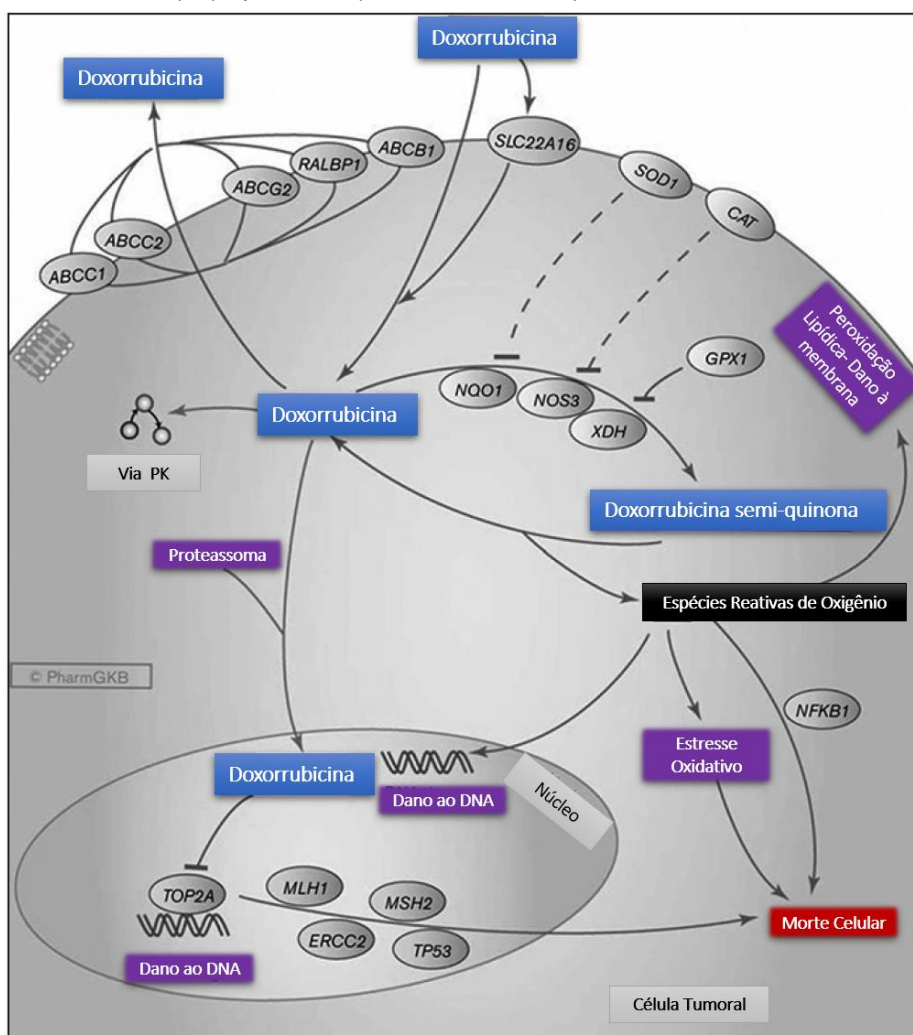 Doxorrubicina
Doxorrubicina
ABCB1
SLC22A16
RALBP1
SOD1
ABCG2
CAT
ABCC2
ABCC1
Peroxidação
Lipídica- Dano à
membrana
GPX1
NQO1
NOS3
XDH
Doxorrubicina
Via PK
Doxorrubicina semi-quinona
Proteassoma
Espécies Reativas de Oxigênio
© PharmGKB
NFKB1
Estresse
Oxidativo
Doxorrubicina
Dano ao DNA
Núcleo
TOP2A
MLH1
MSH2
ERCC2
TP53
Morte Celular
Dano ao DNA
Célula Tumoral